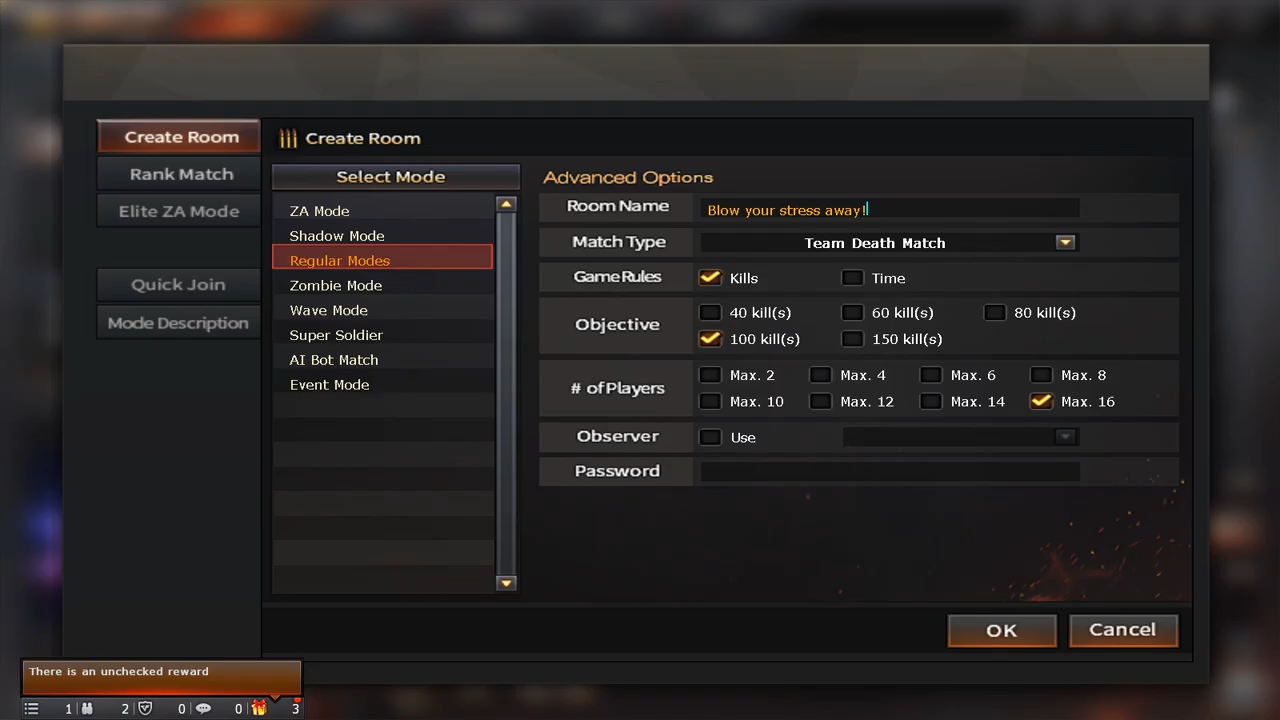 Create Room
Rank Match
Elite ZA Mode
Quick Join
Mode Description
Create Room
Select Mode
ZA Mode
Shadow Mode
Regular Modes
Zombie Mode
Wave Mode
Super Soldier
AI Bot Match
Event Mode
Advanced Options
Room Name Blow your stress away!
Match Type Team Death Match
Game Rules Kills Time
Objective
40 kill(s) 60 kill(s) 80 kill(s)
100 kill(s) 150 kill(s)
# of Players
Max. 2 Max. 4 Max. 6 Max. 8
Max. 10 Max. 12 Max. 14 Max. 16
Observer Use
Password
OK Cancel
There is an unchecked reward
1 2 0 0 3